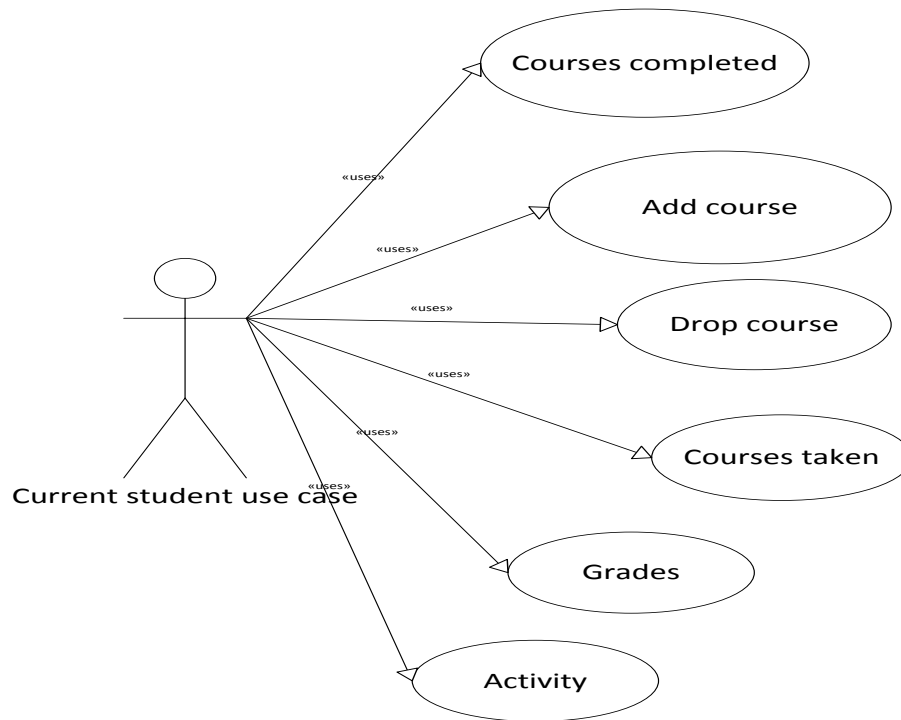 Courses completed
«uses»
Add course
«uses»
«uses»
Drop course
«uses»
«uses»
Courses taken
«uses»
Current student use case
Grades
Activity